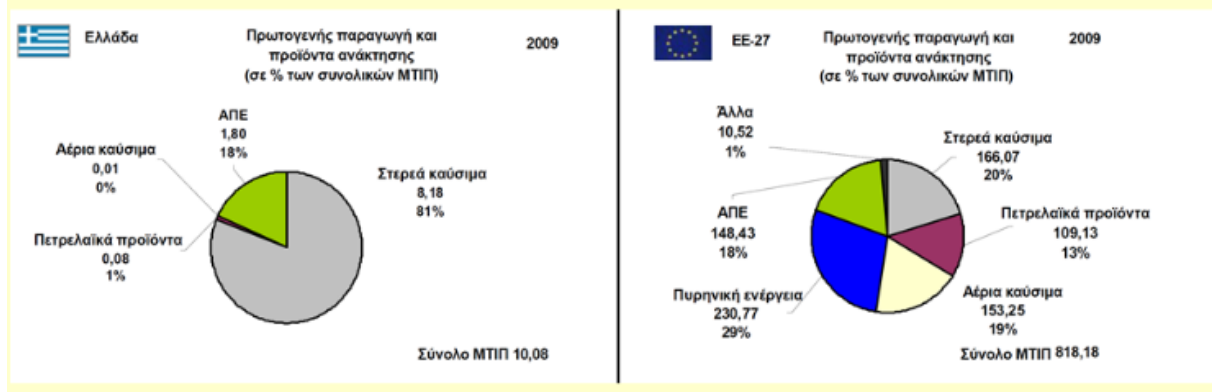 Ελλάδα
Πρωτογενής παραγωγή και
προϊόντα ανάκτησης
(σε % των συνολικών ΜΤΙΠ)
2009
ΑΠΕ
1,80
18%
Αέρια καύσιμα
0,01
0%
Στερεά καύσιμα
8,18
81%
Πετρελαϊκά προϊόντα
0,08
1%
Σύνολο ΜΤΙΠ 10,08
ΕΕ-27
Πρωτογενής παραγωγή και
προϊόντα ανάκτησης
(σε % των συνολικών ΜΤΙΠ)
2009
Άλλα
10,52
1%
Στερεά καύσιμα
166,07
20%
ΑΠΕ
148,43
18%
Πετρελαϊκά προϊόντα
109,13
13%
Πυρηνική ενέργεια
230,77
29%
Αέρια καύσιμα
153,25
19%
Σύνολο ΜΤΙΠ 818,18